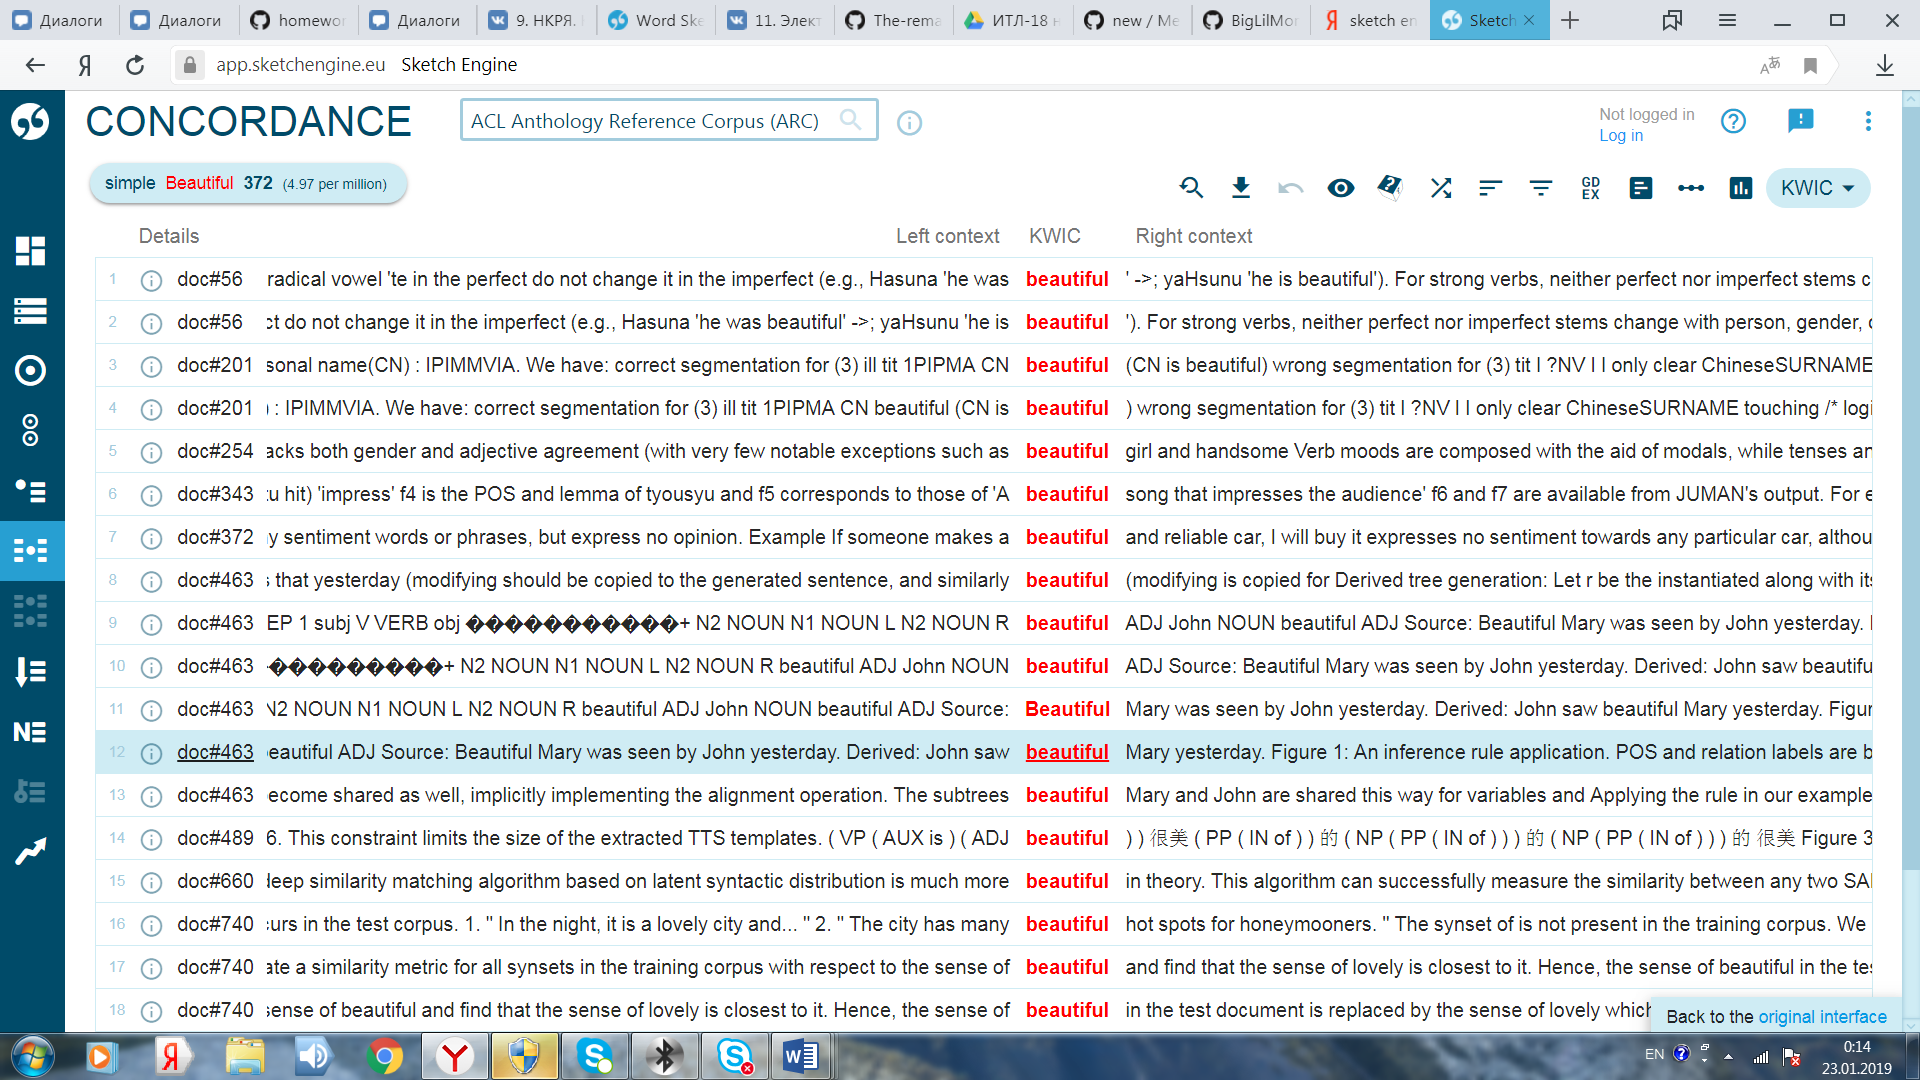 Диалоги Диалоги homewor Диалоги 9. НКРЯ. Word Ske 11. Элект The-rema ИТЛ-18 н new / Me BigLilMor sketch en Sketch
app.sketchengine.eu Sketch Engine
CONCORDANCE ACL Anthology Reference Corpus (ARC) Not logged in
Log in
simple Beautiful 372 (4.97 per million) GD EX KWIC
Details Left context KWIC Right context
1 doc#56 radical vowel 'te in the perfect do not change it in the imperfect (e.g., Hasuna 'he was beautiful ' ->; yaHsunu 'he is beautiful'). For strong verbs, neither perfect nor imperfect stems c
2 doc#56 ct do not change it in the imperfect (e.g., Hasuna 'he was beautiful' ->; yaHsunu 'he is beautiful '). For strong verbs, neither perfect nor imperfect stems change with person, gender,
3 doc#201 sonal name(CN) : IPIMMVIA. We have: correct segmentation for (3) ill tit 1PIPMA CN beautiful (CN is beautiful) wrong segmentation for (3) tit I ?NV I I only clear ChineseSURNAME
4 doc#201 ) : IPIMMVIA. We have: correct segmentation for (3) ill tit 1PIPMA CN beautiful (CN is beautiful ) wrong segmentation for (3) tit I ?NV I I only clear ChineseSURNAME touching /* logi
5 doc#254 acks both gender and adjective agreement (with very few notable exceptions such as beautiful girl and handsome Verb moods are composed with the aid of modals, while tenses an
6 doc#343 :u hit) 'impress' f4 is the POS and lemma of tyousyu and f5 corresponds to those of 'A beautiful song that impresses the audience' f6 and f7 are available from JUMAN's output. For e
7 doc#372 y sentiment words or phrases, but express no opinion. Example If someone makes a beautiful and reliable car, I will buy it expresses no sentiment towards any particular car, althou
8 doc#463 s that yesterday (modifying should be copied to the generated sentence, and similarly beautiful (modifying is copied for Derived tree generation: Let r be the instantiated along with its
9 doc#463 EP 1 subj V VERB obj ������������+ N2 NOUN N1 NOUN L N2 NOUN R beautiful ADJ John NOUN beautiful ADJ Source: Beautiful Mary was seen by John yesterday.
10 doc#463 ����������+ N2 NOUN N1 NOUN L N2 NOUN R beautiful ADJ John NOUN beautiful ADJ Source: Beautiful Mary was seen by John yesterday. Derived: John saw beautifu
11 doc#463 N2 NOUN N1 NOUN L N2 NOUN R beautiful ADJ John NOUN beautiful ADJ Source: Beautiful Mary was seen by John yesterday. Derived: John saw beautiful Mary yesterday. Figur
12 doc#463 eautiful ADJ Source: Beautiful Mary was seen by John yesterday. Derived: John saw beautiful Mary yesterday. Figure 1: An inference rule application. POS and relation labels are b
13 doc#463 ecome shared as well, implicitly implementing the alignment operation. The subtrees beautiful Mary and John are shared this way for variables and Applying the rule in our example
14 doc#489 6. This constraint limits the size of the extracted TTS templates. ( VP ( AUX is ) ( ADJ beautiful ) ) 很美 ( PP ( IN of ) ) 的 ( NP ( PP ( IN of ) ) ) 的 ( NP ( PP ( IN of ) ) ) 的 很美 Figure 3
15 doc#660 deep similarity matching algorithm based on latent syntactic distribution is much more beautiful in theory. This algorithm can successfully measure the similarity between any two SA
16 doc#740 curs in the test corpus. 1. " In the night, it is a lovely city and... " 2. " The city has many beautiful hot spots for honeymooners. " The synset of is not present in the training corpus. We
17 doc#740 ate a similarity metric for all synsets in the training corpus with respect to the sense of beautiful and find that the sense of lovely is closest to it. Hence, the sense of beautiful in the tes
18 doc#740 sense of beautiful and find that the sense of lovely is closest to it. Hence, the sense of beautiful in the test document is replaced by the sense of lovely which
Back to the original interface
EN 0:14
23.01.2019